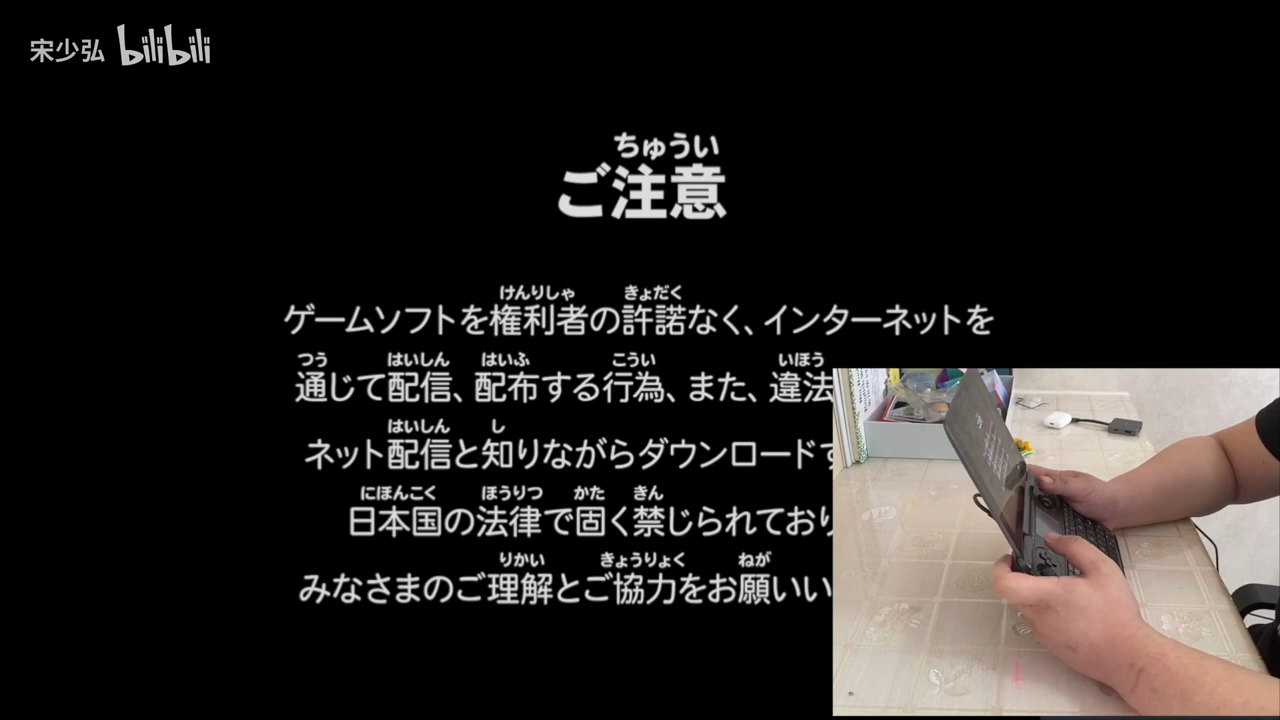 宋少弘 bilibili
ちゅうい
ご注意
けんりしゃ きょだく
ゲームソフトを権利者の許諾なく、インターネットを
つう はいしん はいふ こうい いほう
通じて配信、配布する行為、また、違法
はいしん し
ネット配信と知りながらダウンロードす
にほんこく ほうりつ かた きん
日本国の法律で固く禁じられており
りかい きょうりょく ねが
みなさまのご理解とご協力をお願いい